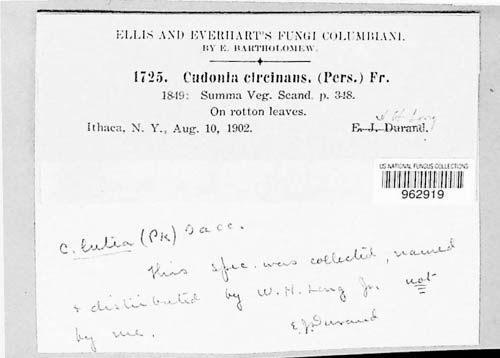 ELLIS AND EVERHART'S FUNGI COLUMBIANI.
BY E. BARTHOLOMEW.
1725. Cudonia circinans, (Pers.) Fr.
1849: Summa Veg. Scand. p. 348.
On rotton leaves.
W H Long
Ithaca, N. Y., Aug. 10, 1902. E. J. Durand.
US NATIONAL FUNGUS COLLECTIONS
962919
C. lutea (Pk) Sacc.
This spec. was collected, named
& distributed by W. H. Long Jr. not
by me. E.J. Durand